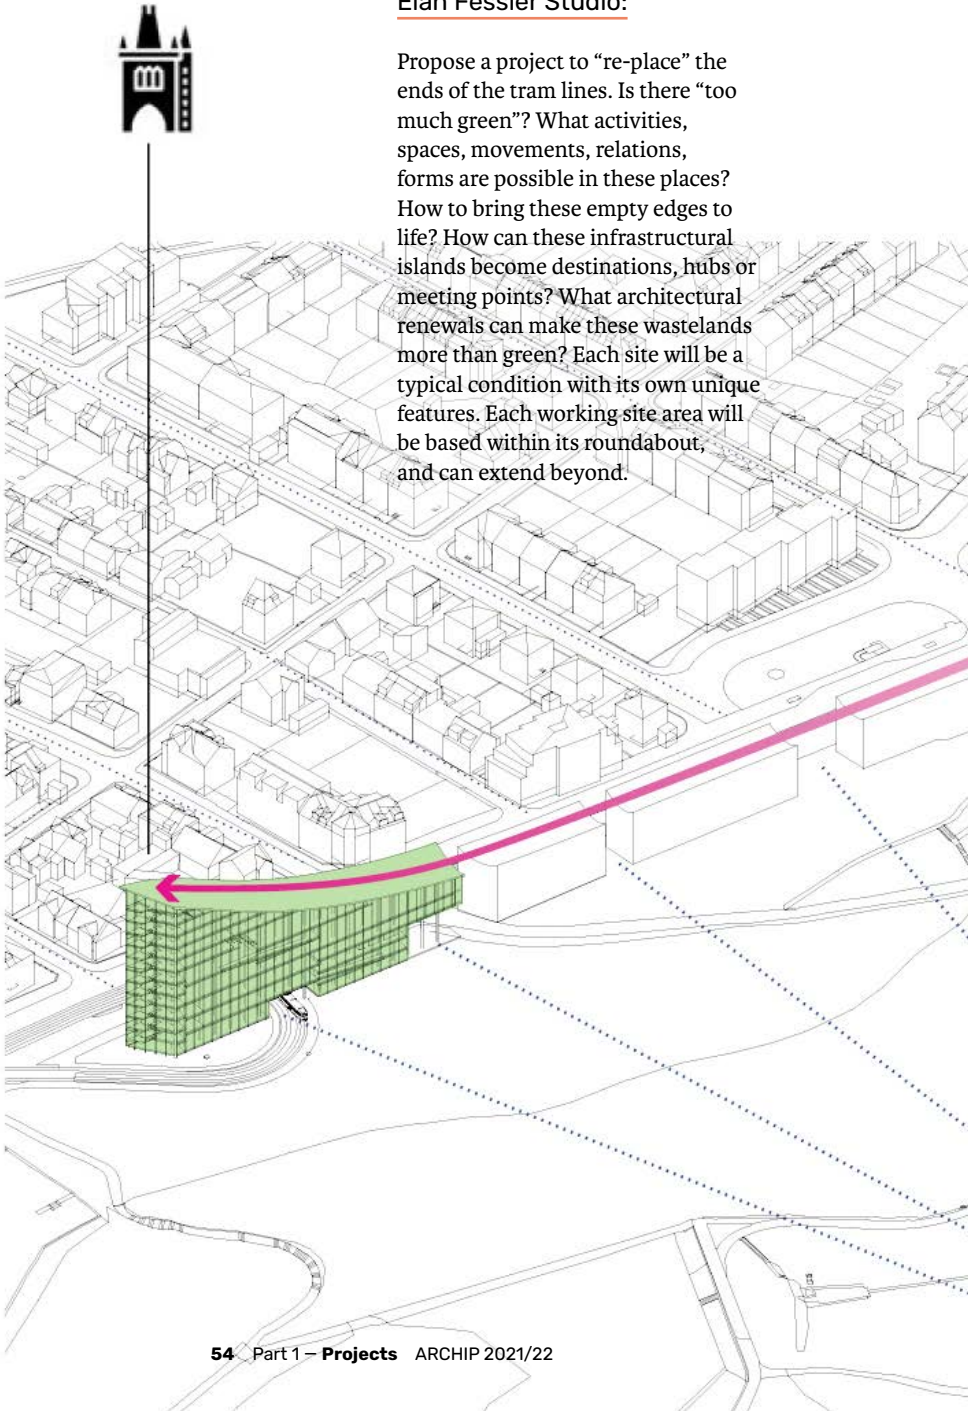 Elan Fessler Studio:
Propose a project to “re-place” the
ends of the tram lines. Is there “too
much green”? What activities,
spaces, movements, relations,
forms are possible in these places?
How to bring these empty edges to
life? How can these infrastructural
islands become destinations, hubs or
meeting points? What architectural
renewals can make these wastelands
more than green? Each site will be a
typical condition with its own unique
features. Each working site area will
be based within its roundabout,
and can extend beyond.
54 Part 1 — Projects ARCHIP 2021/22